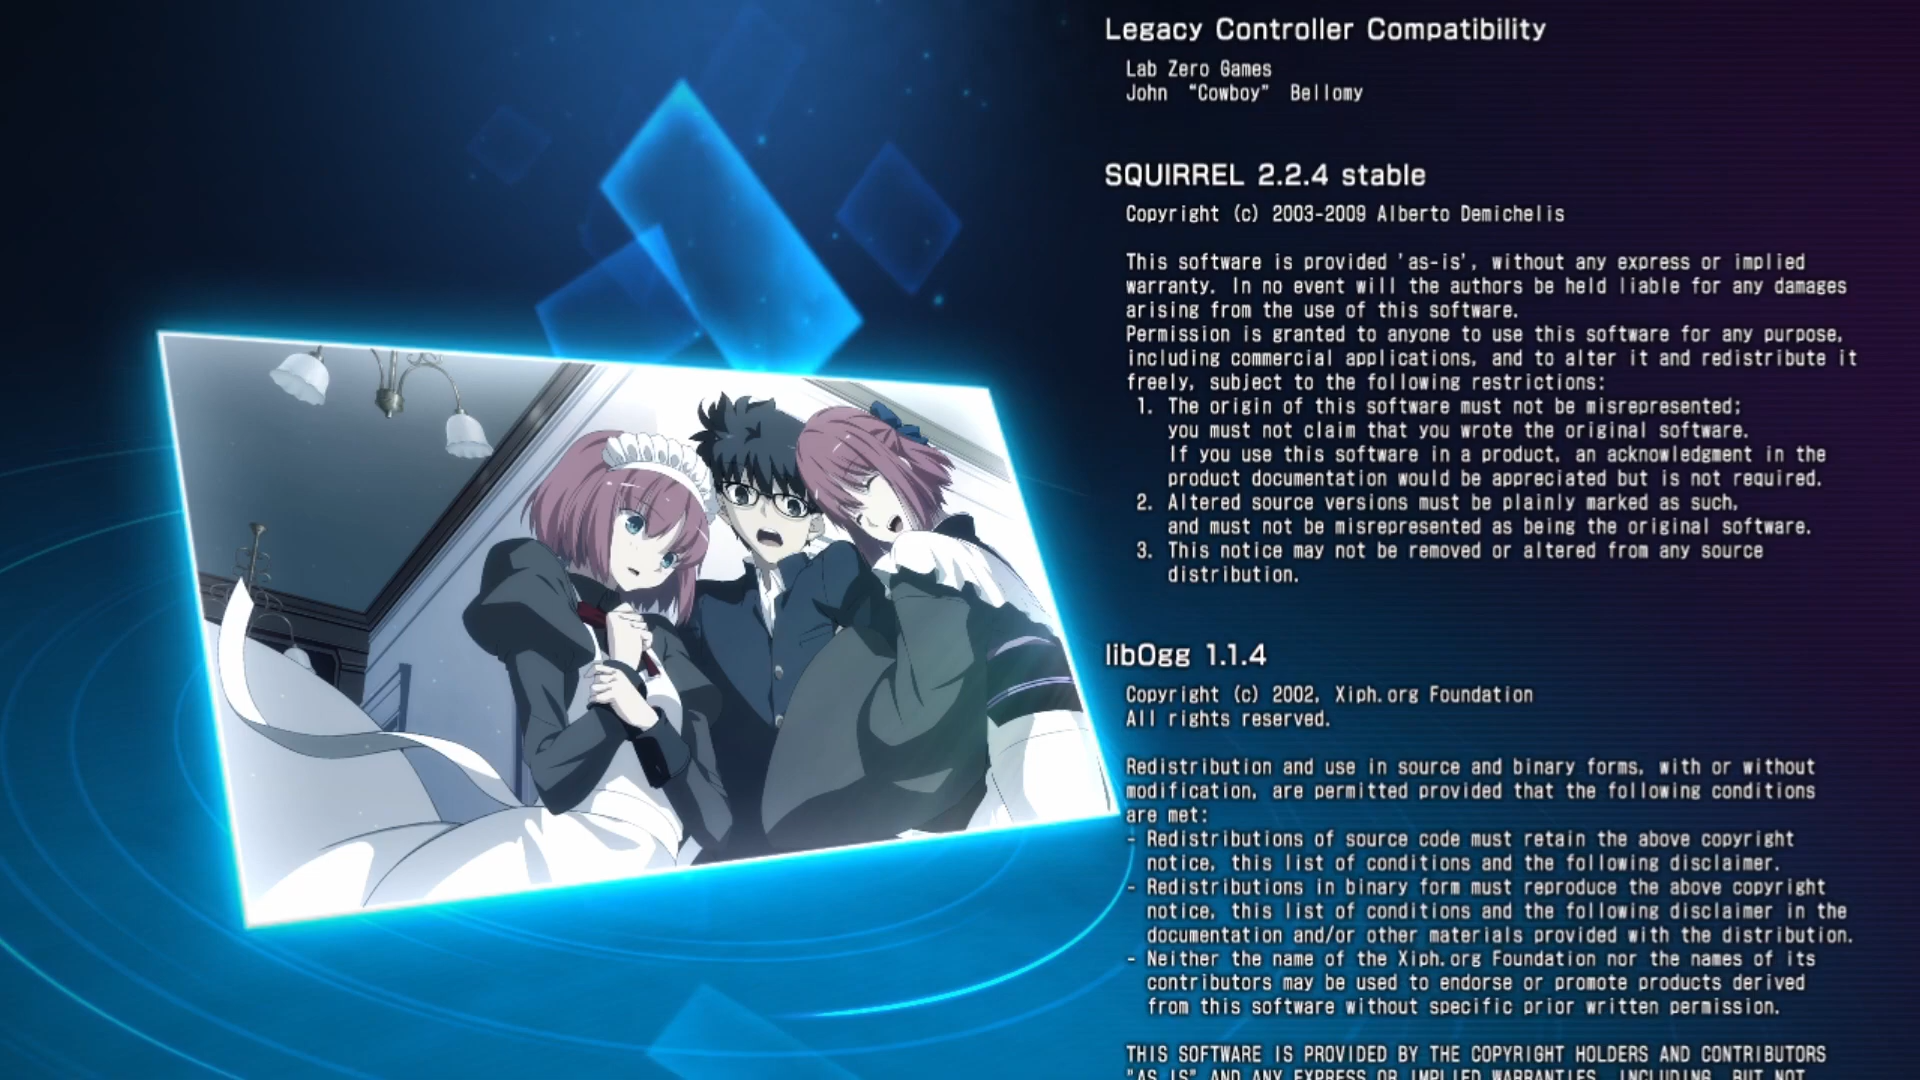 Legacy Controller Compatibility
Lab Zero Games
John “Cowboy” Bellomy
SQUIRREL 2.2.4 stable
Copyright (c) 2003-2009 Alberto Demichelis
This software is provided 'as-is', without any express or implied
warranty. In no event will the authors be held liable for any damages
arising from the use of this software.
Permission is granted to anyone to use this software for any purpose,
including commercial applications, and to alter it and redistribute it
freely, subject to the following restrictions:
1. The origin of this software must not be misrepresented;
you must not claim that you wrote the original software.
If you use this software in a product, an acknowledgment in the
product documentation would be appreciated but is not required.
2. Altered source versions must be plainly marked as such,
and must not be misrepresented as being the original software.
3. This notice may not be removed or altered from any source
distribution.
libOgg 1.1.4
Copyright (c) 2002, Xiph.org Foundation
All rights reserved.
Redistribution and use in source and binary forms, with or without
modification, are permitted provided that the following conditions
are met:
- Redistributions of source code must retain the above copyright
notice, this list of conditions and the following disclaimer.
- Redistributions in binary form must reproduce the above copyright
notice, this list of conditions and the following disclaimer in the
documentation and/or other materials provided with the distribution.
- Neither the name of the Xiph.org Foundation nor the names of its
contributors may be used to endorse or promote products derived
from this software without specific prior written permission.
THIS SOFTWARE IS PROVIDED BY THE COPYRIGHT HOLDERS AND CONTRIBUTORS
"AS IS" AND ANY EXPRESS OR IMPLIED WARRANTIES, INCLUDING, BUT NOT